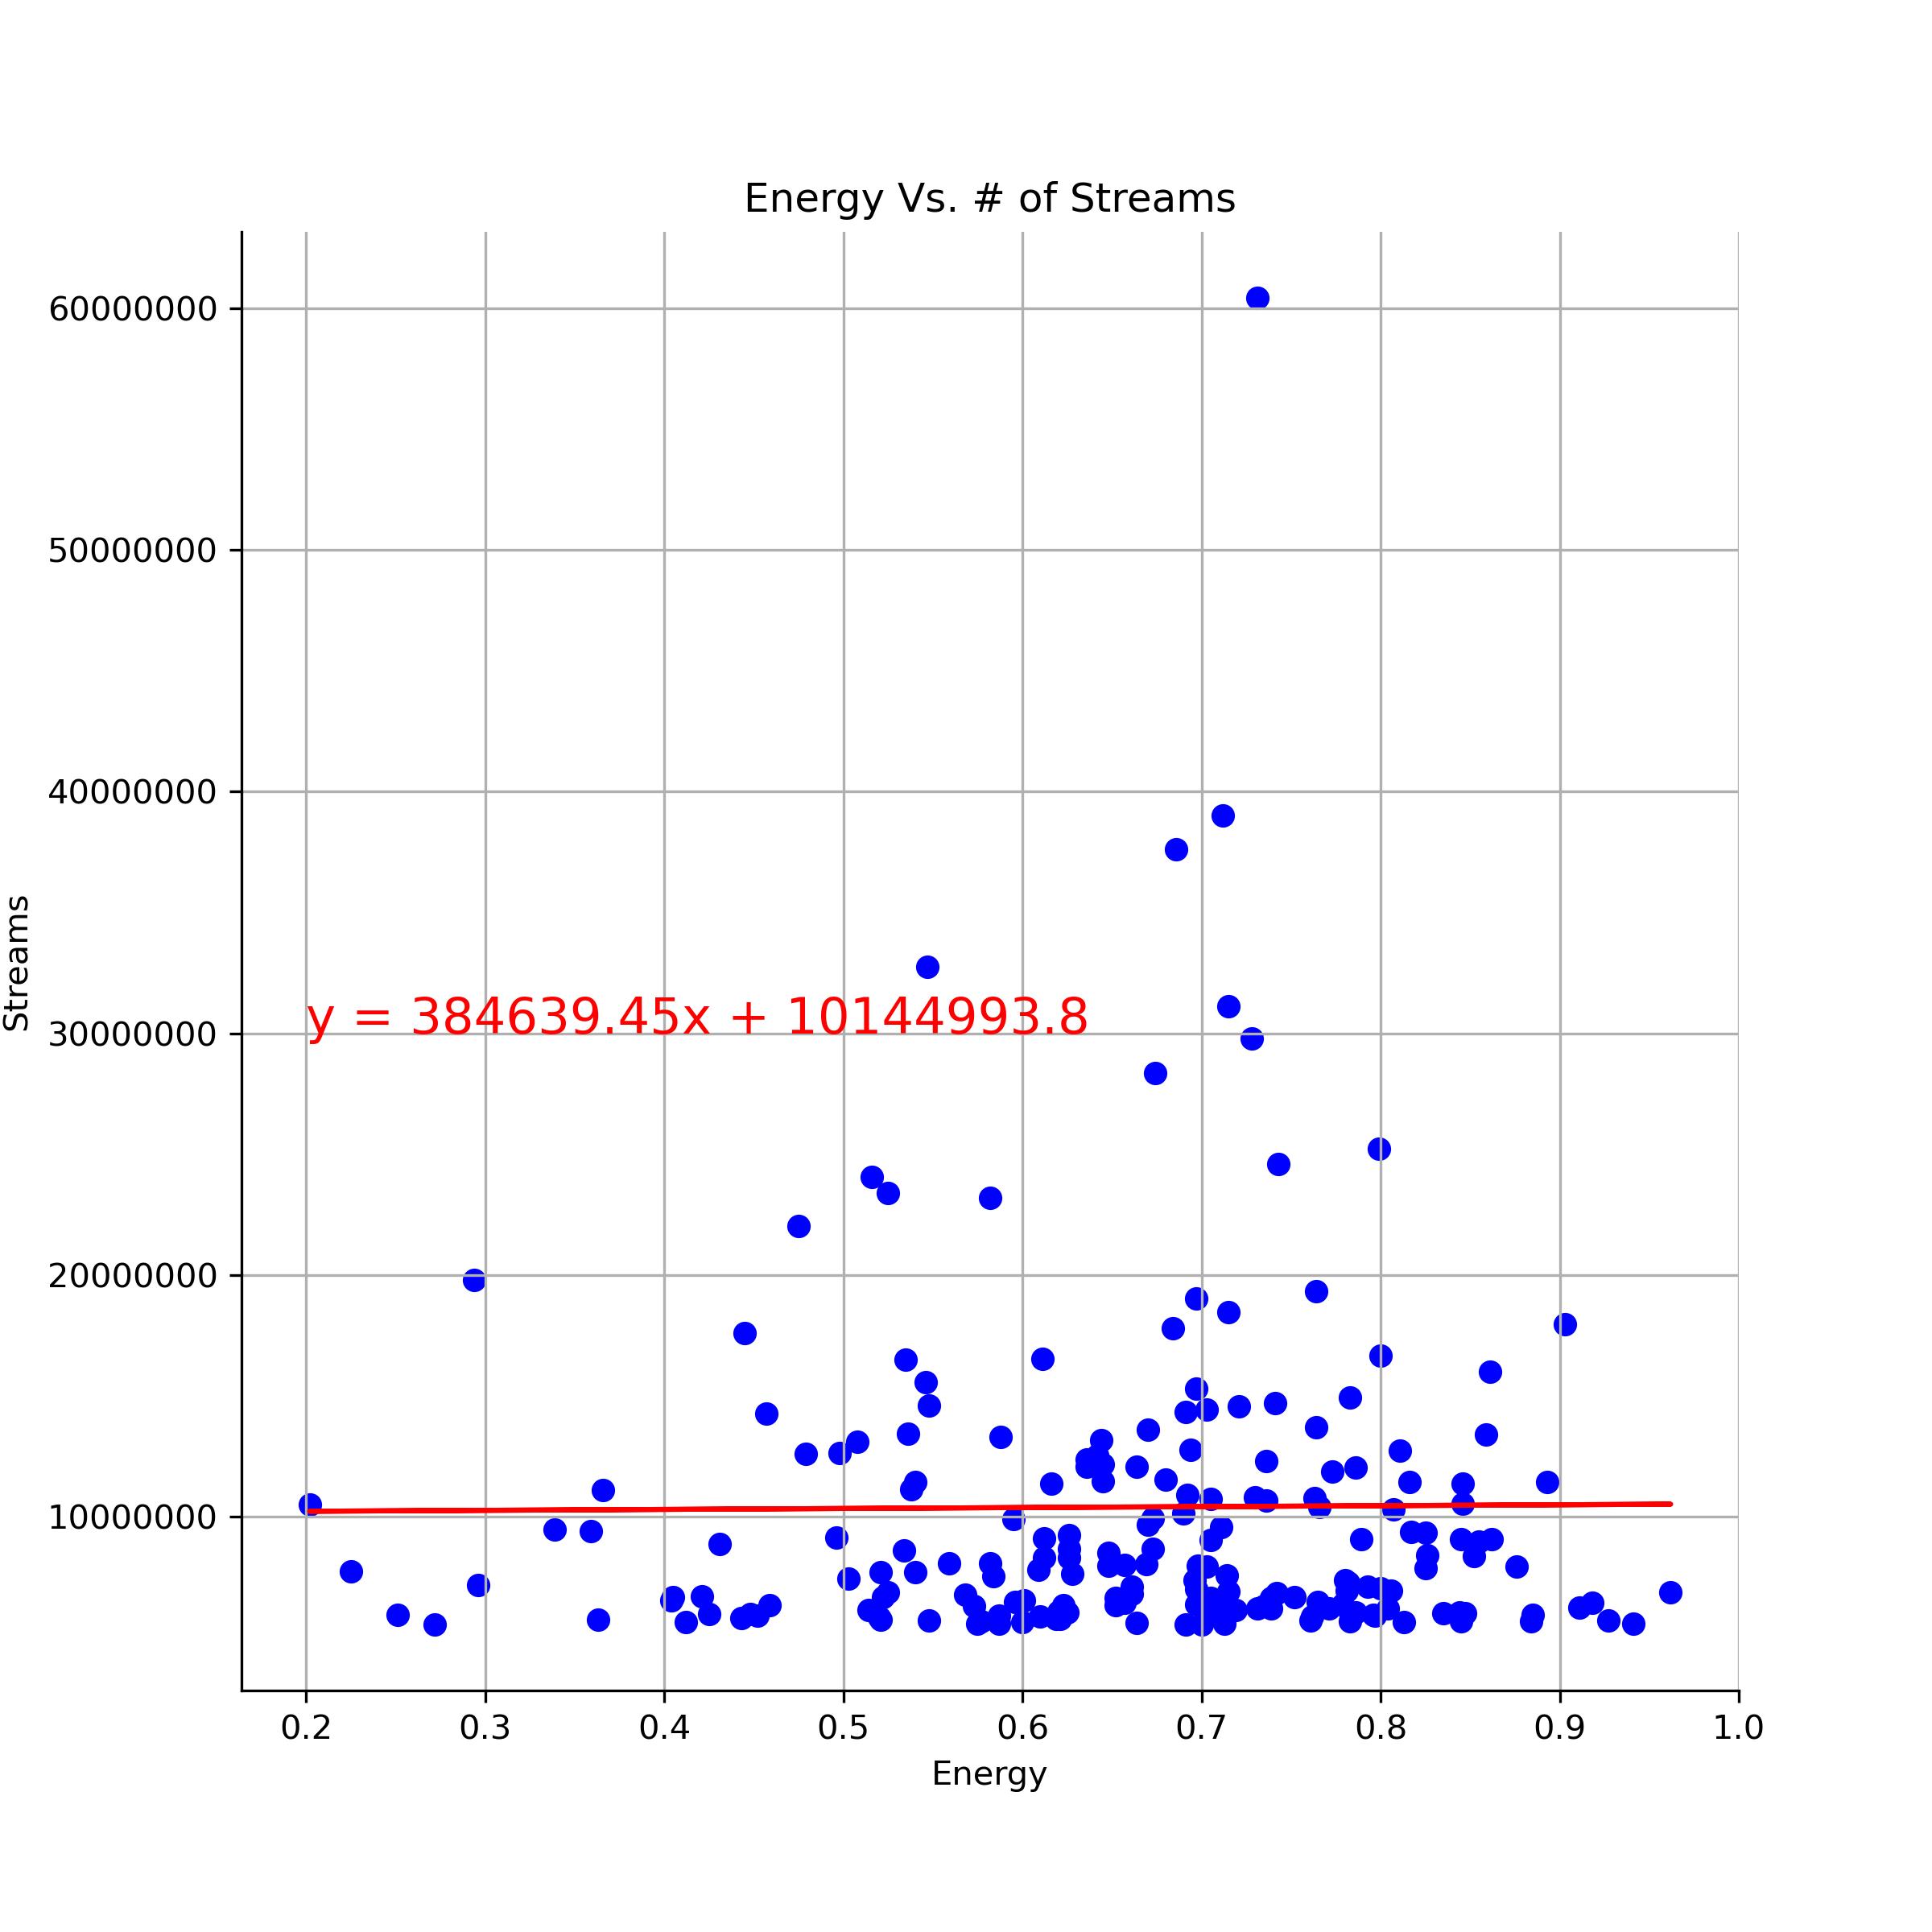 Energy Vs. # of Streams
60000000
50000000
40000000
30000000
20000000
10000000
Streams
y = 384639.45x + 10144993.8
0.2 0.3 0.4 0.5 0.6 0.7 0.8 0.9 1.0
Energy